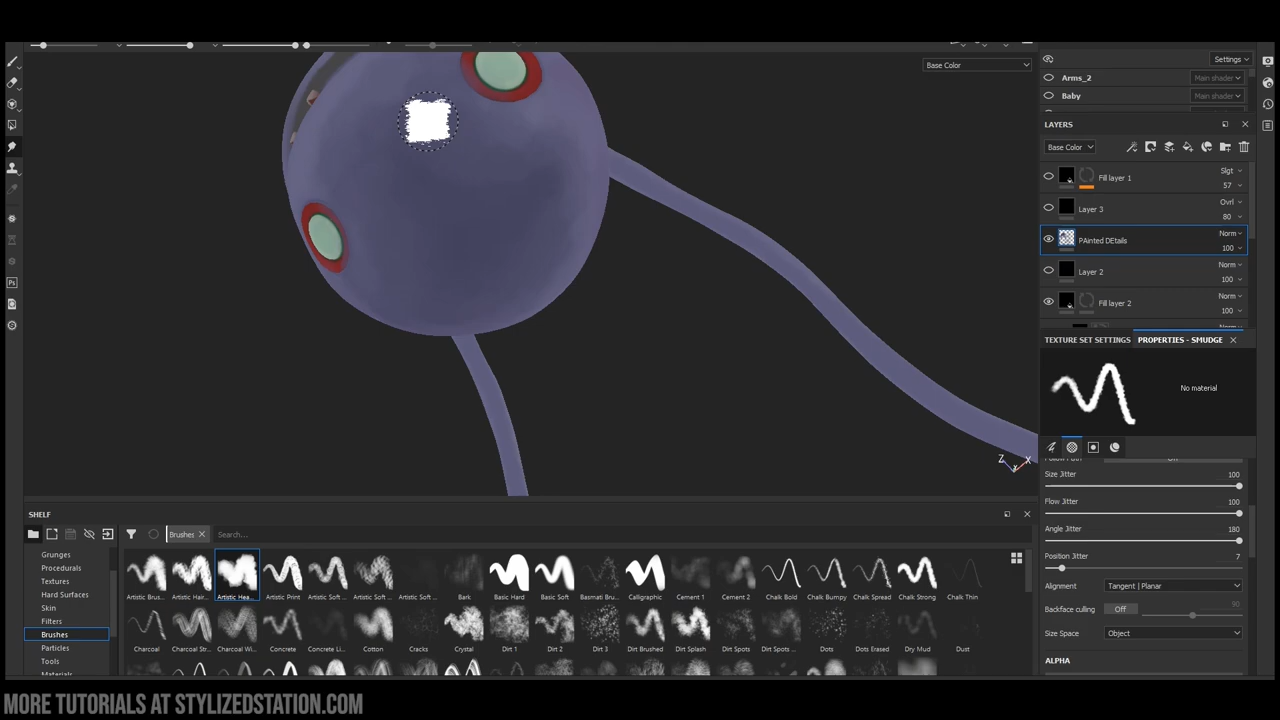 Base Color
Settings
Arms_2 Main shader
Baby Main shader
LAYERS
Base Color
Fill layer 1 Slgt 57
Layer 3 Ovrl 80
PAinted DEtails Norm 100
Layer 2 Norm 100
Fill layer 2 Norm 100
TEXTURE SET SETTINGS PROPERTIES - SMUDGE
No material
Size Jitter 100
Flow Jitter 100
Angle Jitter 180
Position Jitter 7
Alignment Tangent | Planar
Backface culling Off 90
Size Space Object
ALPHA
Z Y X
SHELF
Brushes Search...
Grunges
Procedurals
Textures
Hard Surfaces
Skin
Filters
Brushes
Particles
Tools
Materials
Ps
Artistic Brus... Artistic Hair... Artistic Hea... Artistic Print Artistic Soft ... Artistic Soft ... Artistic Soft ... Bark Basic Hard Basic Soft Basmati Bru... Calligraphic Cement 1 Cement 2 Chalk Bold Chalk Bumpy Chalk Spread Chalk Strong Chalk Thin
Charcoal Charcoal Str... Charcoal Wi... Concrete Concrete Li... Cotton Cracks Crystal Dirt 1 Dirt 2 Dirt 3 Dirt Brushed Dirt Splash Dirt Spots Dirt Spots ... Dots Dots Erased Dry Mud Dust
MORE TUTORIALS AT STYLIZEDSTATION.COM